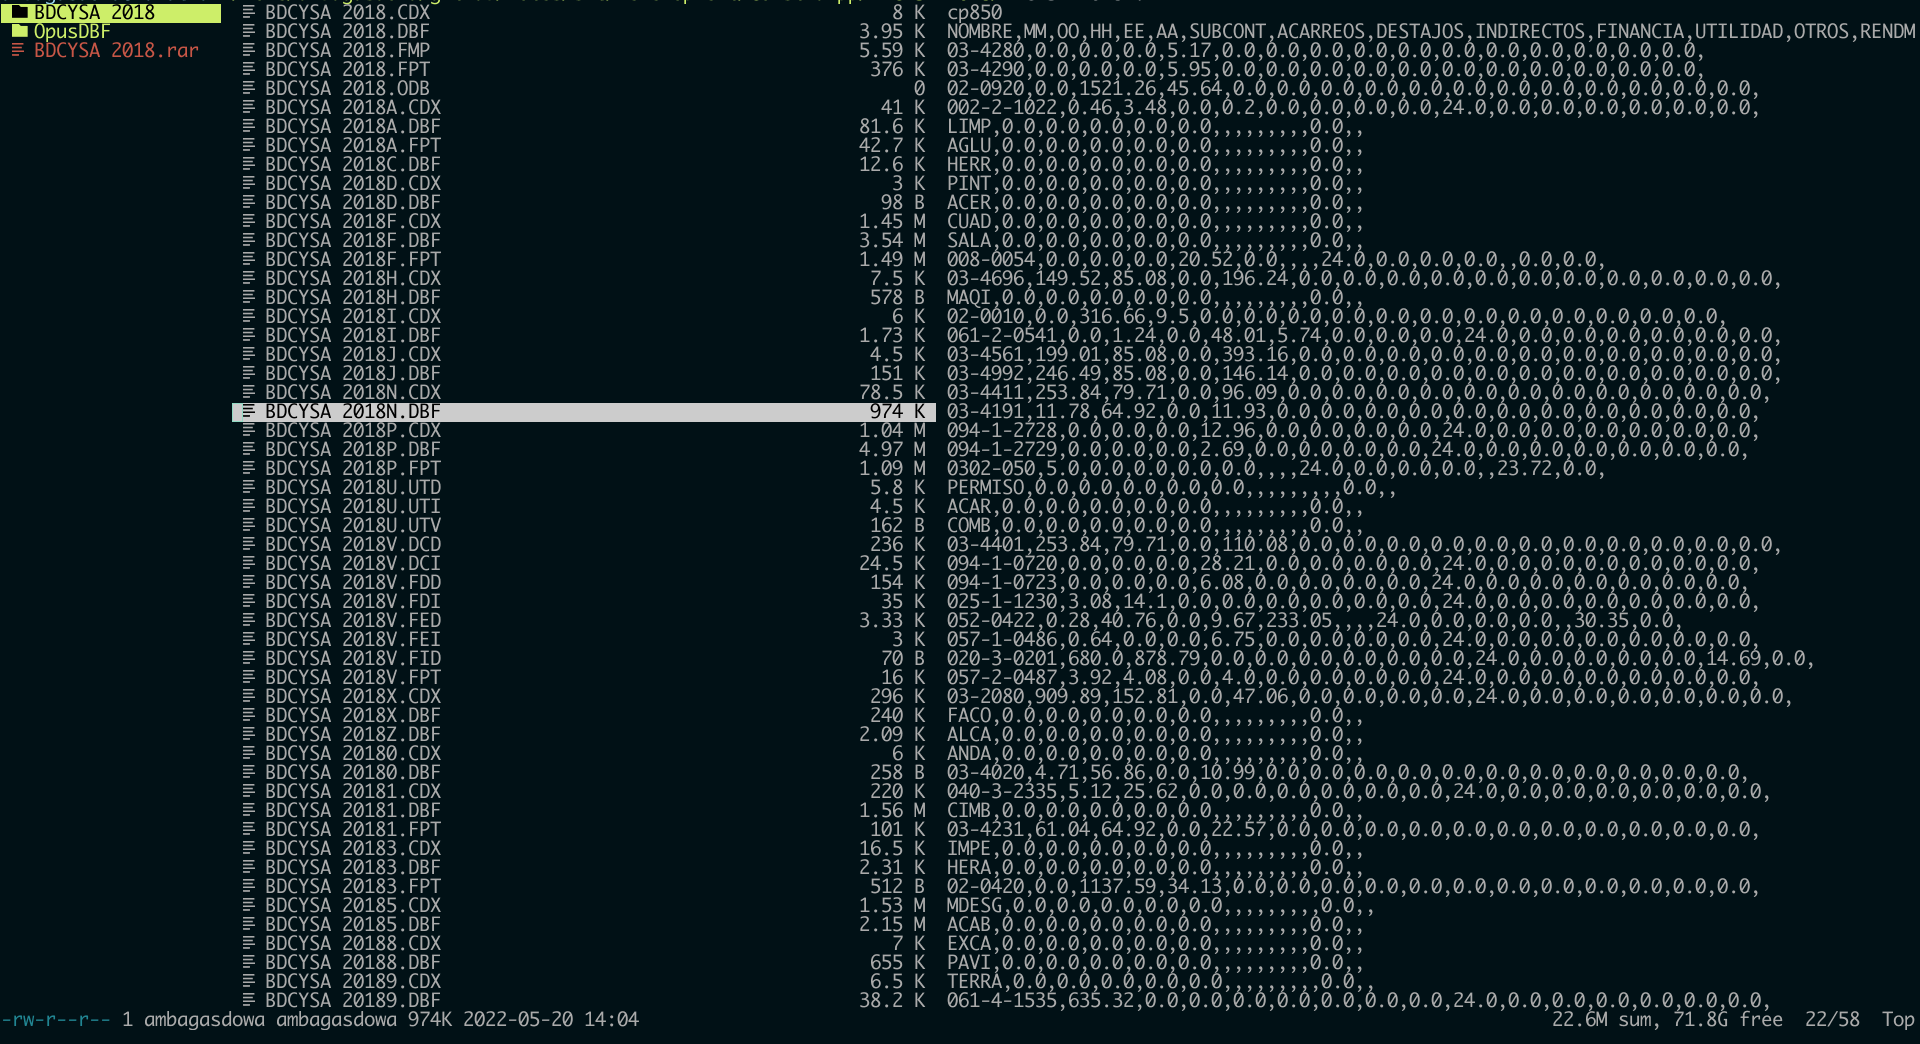 BDCYSA 2018 BDCYSA 2018.CDX 8 K cp850
OpusDBF BDCYSA 2018.DBF 3.95 K NOMBRE,MM,OO,HH,EE,AA,SUBCONT,ACARREOS,DESTAJOS,INDIRECTOS,FINANCIA,UTILIDAD,OTROS,RENDM
BDCYSA 2018.rar BDCYSA 2018.FMP 5.59 K 03-4280,0.0,0.0,0.0,0.0,5.17,0.0,0.0,0.0,0.0,0.0,0.0,0.0,0.0,0.0,0.0,0.0,
BDCYSA 2018.FPT 376 K 03-4290,0.0,0.0,0.0,0.0,5.95,0.0,0.0,0.0,0.0,0.0,0.0,0.0,0.0,0.0,0.0,0.0,
BDCYSA 2018.ODB 0 02-0920,0.0,0.0,1521.26,45.64,0.0,0.0,0.0,0.0,0.0,0.0,0.0,0.0,0.0,0.0,0.0,0.0,0.0,
BDCYSA 2018A.CDX 41 K 002-2-1022,0.46,3.48,0.0,0.0,0.2,0.0,0.0,0.0,0.0,0.0,24.0,0.0,0.0,0.0,0.0,0.0,0.0,
BDCYSA 2018A.DBF 81.6 K LIMP,0.0,0.0,0.0,0.0,0.0,,,,,,,,,0.0,,
BDCYSA 2018A.FPT 42.7 K AGLU,0.0,0.0,0.0,0.0,0.0,,,,,,,,,0.0,,
BDCYSA 2018C.DBF 12.6 K HERR,0.0,0.0,0.0,0.0,0.0,,,,,,,,,0.0,,
BDCYSA 2018D.CDX 3 K PINT,0.0,0.0,0.0,0.0,0.0,,,,,,,,,0.0,,
BDCYSA 2018D.DBF 98 B ACER,0.0,0.0,0.0,0.0,0.0,,,,,,,,,0.0,,
BDCYSA 2018F.CDX 1.45 M CUAD,0.0,0.0,0.0,0.0,0.0,,,,,,,,,0.0,,
BDCYSA 2018F.DBF 3.54 M SALA,0.0,0.0,0.0,0.0,0.0,,,,,,,,,0.0,,
BDCYSA 2018F.FPT 1.49 M 008-0054,0.0,0.0,0.0,0.0,20.52,0.0,,,,24.0,0.0,0.0,0.0,,0.0,0.0,
BDCYSA 2018H.CDX 7.5 K 03-4696,149.52,85.08,0.0,196.24,0.0,0.0,0.0,0.0,0.0,0.0,0.0,0.0,0.0,0.0,0.0,0.0,
BDCYSA 2018H.DBF 578 B MAQI,0.0,0.0,0.0,0.0,0.0,,,,,,,,,0.0,,
BDCYSA 2018I.CDX 6 K 02-0010,0.0,316.66,9.5,0.0,0.0,0.0,0.0,0.0,0.0,0.0,0.0,0.0,0.0,0.0,0.0,0.0,
BDCYSA 2018I.DBF 1.73 K 061-2-0541,0.0,1.24,0.0,48.01,5.74,0.0,0.0,0.0,0.0,24.0,0.0,0.0,0.0,0.0,0.0,0.0,0.0,
BDCYSA 2018J.CDX 4.5 K 03-4561,199.01,85.08,0.0,393.16,0.0,0.0,0.0,0.0,0.0,0.0,0.0,0.0,0.0,0.0,0.0,0.0,
BDCYSA 2018J.DBF 151 K 03-4992,246.49,85.08,0.0,146.14,0.0,0.0,0.0,0.0,0.0,0.0,0.0,0.0,0.0,0.0,0.0,0.0,
BDCYSA 2018N.CDX 78.5 K 03-4411,253.84,79.71,0.0,96.09,0.0,0.0,0.0,0.0,0.0,0.0,0.0,0.0,0.0,0.0,0.0,0.0,
BDCYSA 2018N.DBF 974 K 03-4191,11.78,64.92,0.0,11.93,0.0,0.0,0.0,0.0,0.0,0.0,0.0,0.0,0.0,0.0,0.0,0.0,
BDCYSA 2018P.CDX 1.04 M 094-1-2728,0.0,0.0,0.0,12.96,0.0,0.0,0.0,0.0,0.0,24.0,0.0,0.0,0.0,0.0,0.0,0.0,
BDCYSA 2018P.DBF 4.97 M 094-1-2729,0.0,0.0,0.0,2.69,0.0,0.0,0.0,0.0,0.0,24.0,0.0,0.0,0.0,0.0,0.0,0.0,
BDCYSA 2018P.FPT 1.09 M 0302-050,5.0,0.0,0.0,0.0,0.0,,,,24.0,0.0,0.0,0.0,,23.72,0.0,
BDCYSA 2018U.UTD 5.8 K PERMISO,0.0,0.0,0.0,0.0,0.0,,,,,,,,,0.0,,
BDCYSA 2018U.UTI 4.5 K ACAR,0.0,0.0,0.0,0.0,0.0,,,,,,,,,0.0,,
BDCYSA 2018U.UTV 162 B COMB,0.0,0.0,0.0,0.0,0.0,,,,,,,,,0.0,,
BDCYSA 2018V.DCD 236 K 03-4401,253.84,79.71,0.0,110.08,0.0,0.0,0.0,0.0,0.0,0.0,0.0,0.0,0.0,0.0,0.0,0.0,
BDCYSA 2018V.DCI 24.5 K 094-1-0720,0.0,0.0,0.0,28.21,0.0,0.0,0.0,0.0,0.0,24.0,0.0,0.0,0.0,0.0,0.0,0.0,
BDCYSA 2018V.FDD 154 K 094-1-0723,0.0,0.0,0.0,6.08,0.0,0.0,0.0,0.0,0.0,24.0,0.0,0.0,0.0,0.0,0.0,0.0,
BDCYSA 2018V.FDI 35 K 025-1-1230,3.08,14.1,0.0,0.0,0.0,0.0,0.0,0.0,0.0,24.0,0.0,0.0,0.0,0.0,0.0,0.0,
BDCYSA 2018V.FED 3.33 K 052-0422,0.28,40.76,0.0,9.67,233.05,,,,24.0,0.0,0.0,0.0,,30.35,0.0,
BDCYSA 2018V.FEI 3 K 057-1-0486,0.64,0.0,0.0,6.75,0.0,0.0,0.0,0.0,0.0,24.0,0.0,0.0,0.0,0.0,0.0,0.0,
BDCYSA 2018V.FID 70 B 020-3-0201,680.0,878.79,0.0,0.0,0.0,0.0,0.0,0.0,0.0,24.0,0.0,0.0,0.0,0.0,14.69,0.0,
BDCYSA 2018V.FPT 16 K 057-2-0487,3.92,4.08,0.0,4.0,0.0,0.0,0.0,0.0,0.0,24.0,0.0,0.0,0.0,0.0,0.0,0.0,
BDCYSA 2018X.CDX 296 K 03-2080,909.89,152.81,0.0,47.06,0.0,0.0,0.0,0.0,0.0,24.0,0.0,0.0,0.0,0.0,0.0,0.0,
BDCYSA 2018X.DBF 240 K FACO,0.0,0.0,0.0,0.0,0.0,,,,,,,,,0.0,,
BDCYSA 2018Z.DBF 2.09 K ALCA,0.0,0.0,0.0,0.0,0.0,,,,,,,,,0.0,,
BDCYSA 20180.CDX 6 K ANDA,0.0,0.0,0.0,0.0,0.0,,,,,,,,,0.0,,
BDCYSA 20180.DBF 258 B 03-4020,4.71,56.86,0.0,10.99,0.0,0.0,0.0,0.0,0.0,0.0,0.0,0.0,0.0,0.0,0.0,0.0,
BDCYSA 20181.CDX 220 K 040-3-2335,5.12,25.62,0.0,0.0,0.0,0.0,0.0,0.0,0.0,24.0,0.0,0.0,0.0,0.0,0.0,0.0,
BDCYSA 20181.DBF 1.56 M CIMB,0.0,0.0,0.0,0.0,0.0,,,,,,,,,0.0,,
BDCYSA 20181.FPT 101 K 03-4231,61.04,64.92,0.0,22.57,0.0,0.0,0.0,0.0,0.0,0.0,0.0,0.0,0.0,0.0,0.0,0.0,
BDCYSA 20183.CDX 16.5 K IMPE,0.0,0.0,0.0,0.0,0.0,,,,,,,,,0.0,,
BDCYSA 20183.DBF 2.31 K HERA,0.0,0.0,0.0,0.0,0.0,,,,,,,,,0.0,,
BDCYSA 20183.FPT 512 B 02-0420,0.0,1137.59,34.13,0.0,0.0,0.0,0.0,0.0,0.0,0.0,0.0,0.0,0.0,0.0,0.0,0.0,
BDCYSA 20185.CDX 1.53 M MDESG,0.0,0.0,0.0,0.0,0.0,,,,,,,,,0.0,,
BDCYSA 20185.DBF 2.15 M ACAB,0.0,0.0,0.0,0.0,0.0,,,,,,,,,0.0,,
BDCYSA 20188.CDX 7 K EXCA,0.0,0.0,0.0,0.0,0.0,,,,,,,,,0.0,,
BDCYSA 20188.DBF 655 K PAVI,0.0,0.0,0.0,0.0,0.0,,,,,,,,,0.0,,
BDCYSA 20189.CDX 6.5 K TERRA,0.0,0.0,0.0,0.0,0.0,,,,,,,,,0.0,,
BDCYSA 20189.DBF 38.2 K 061-4-1535,635.32,0.0,0.0,0.0,0.0,0.0,0.0,0.0,0.0,24.0,0.0,0.0,0.0,0.0,0.0,0.0,
-rw-r--r-- 1 ambagasdowa ambagasdowa 974K 2022-05-20 14:04 22.6M sum, 71.8G free 22/58 Top